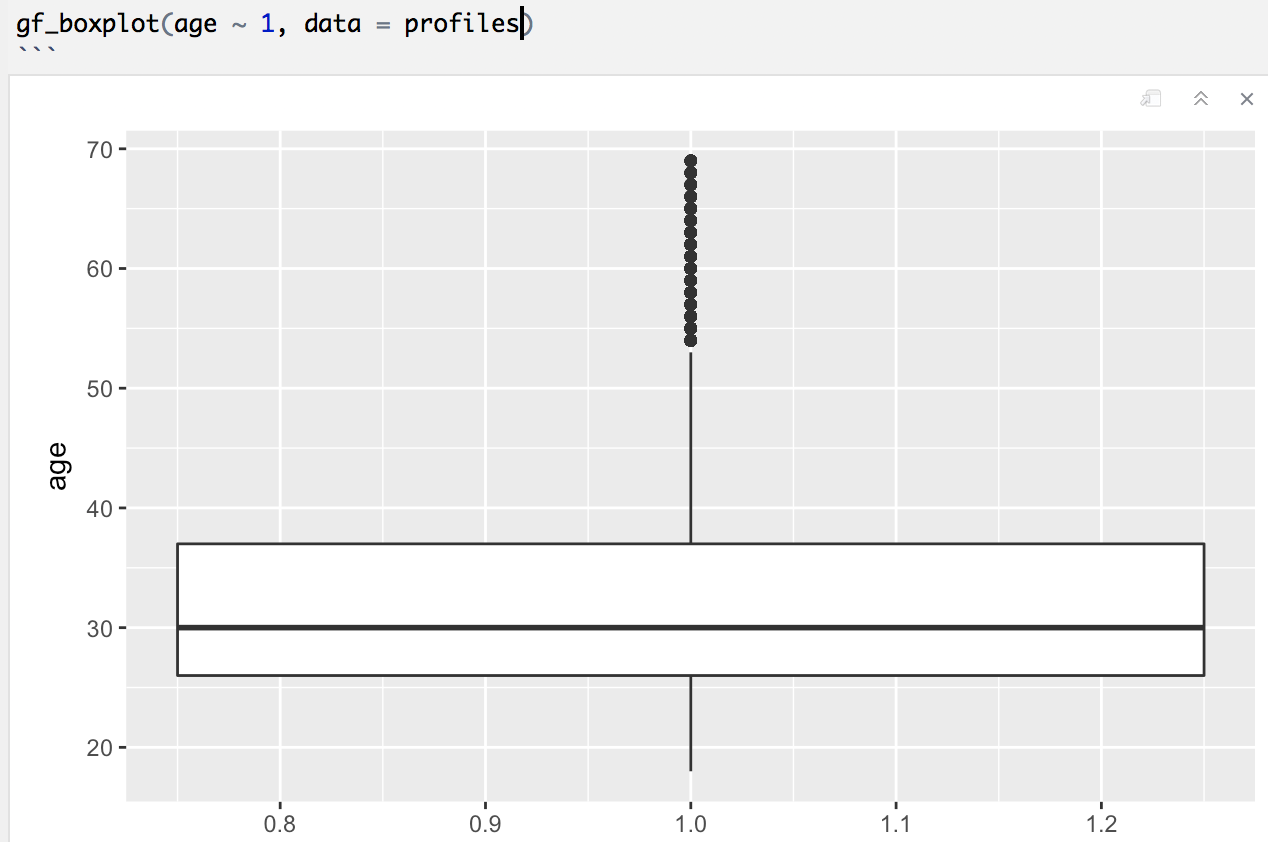 gf_boxplot(age ~ 1, data = profiles)
```
70
60
50
40
30
20
age
0.8 0.9 1.0 1.1 1.2